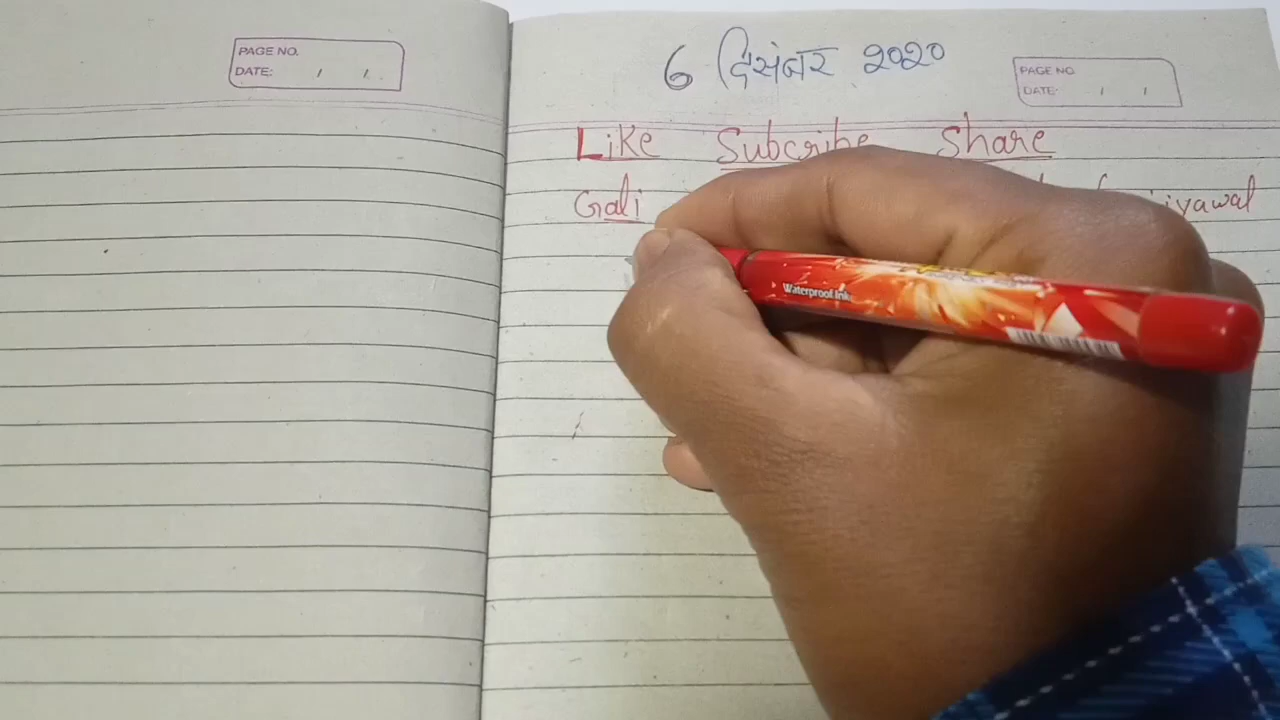 PAGE NO.
DATE: / /
6 दिसंबर 2020
PAGE NO.
DATE: / /
Like Subcribe Share
Gali
Waterproof Ink